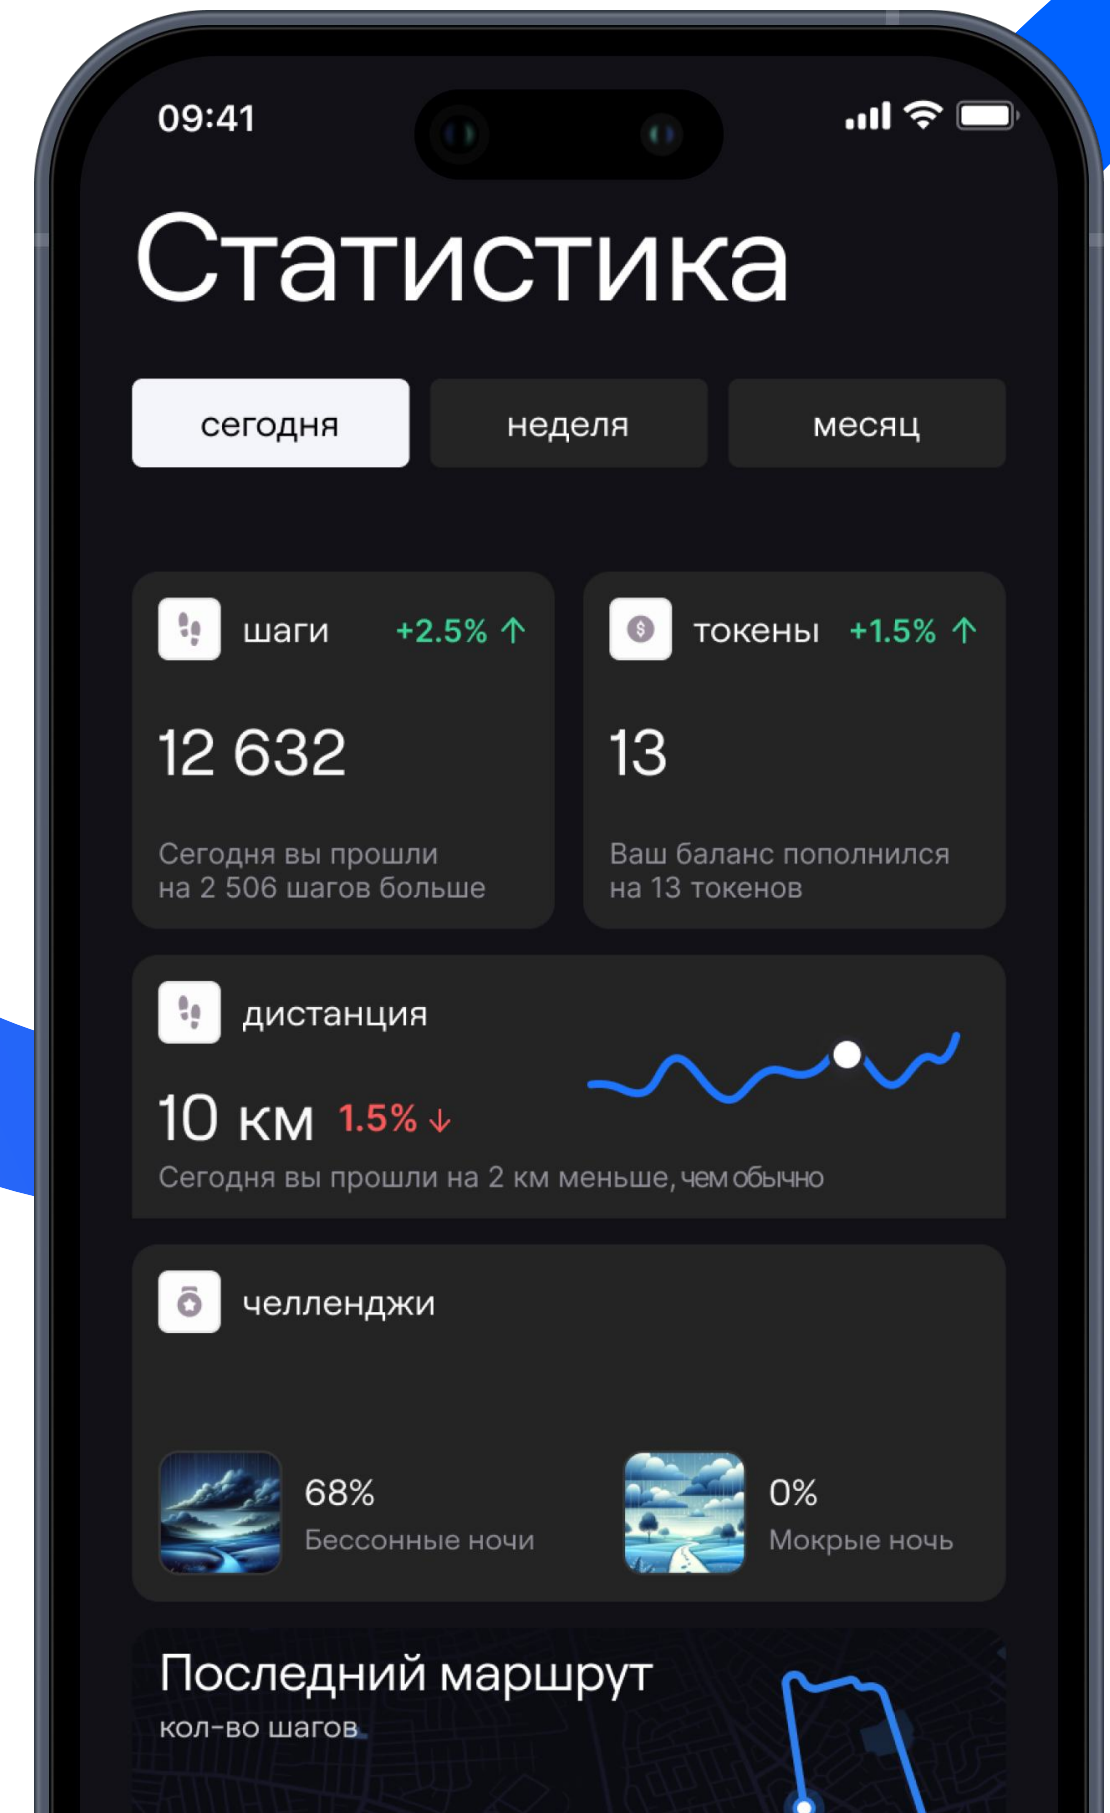 09:41
Статистика
сегодня
неделя
месяц
шаги +2.5% ↑
12 632
Сегодня вы прошли
на 2 506 шагов больше
токены +1.5% ↑
13
Ваш баланс пополнился
на 13 токенов
дистанция
10 км 1.5% ↓
Сегодня вы прошли на 2 км меньше, чем обычно
челленджи
68%
Бессонные ночи
0%
Мокрые ночь
Последний маршрут
кол-во шагов